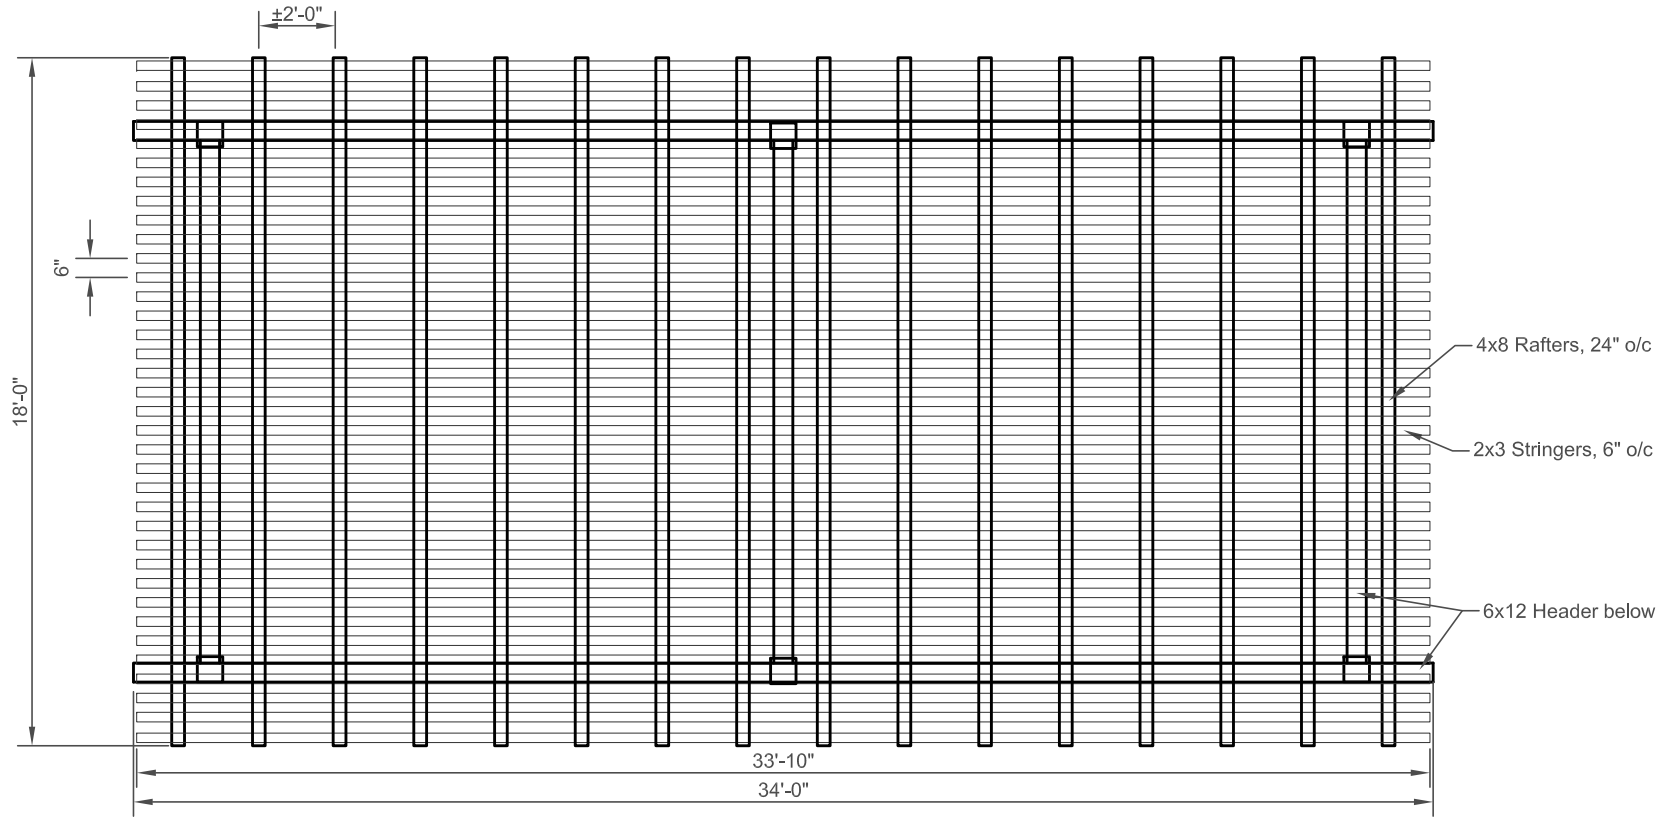 ±2'-0"
6"
18'-0"
4x8 Rafters, 24" o/c
2x3 Stringers, 6" o/c
6x12 Header below
33'-10"
34'-0"